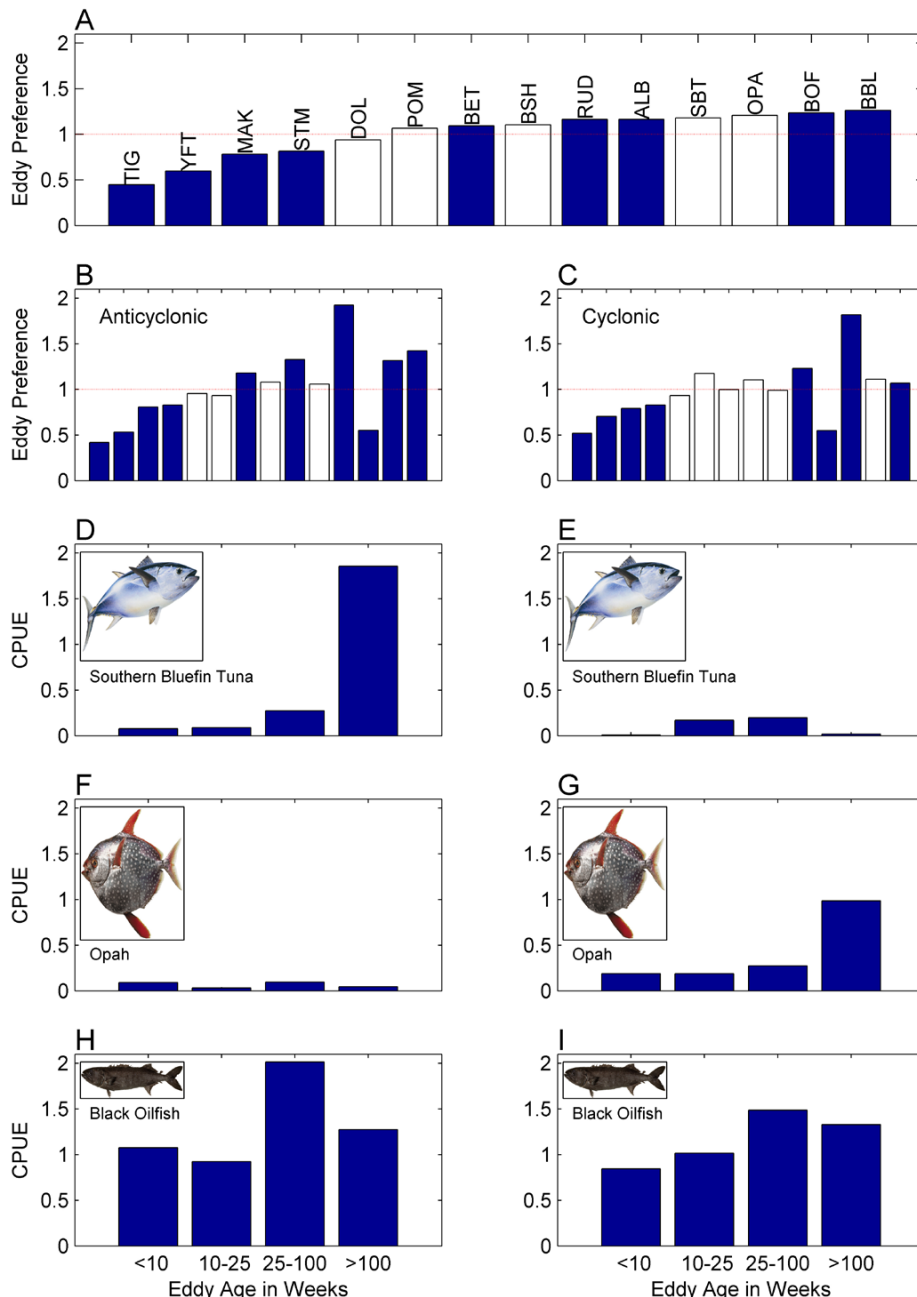 A
Eddy Preference
2
1.5
1
0.5
0
TIG YFT MAK STM DOL POM BET BSH RUD ALB SBT OPA BOF BBL
B
Eddy Preference
2
1.5
1
0.5
0
Anticyclonic
C
2
1.5
1
0.5
0
Cyclonic
D
CPUE
2
1.5
1
0.5
0
Southern Bluefin Tuna
E
2
1.5
1
0.5
0
Southern Bluefin Tuna
F
CPUE
2
1.5
1
0.5
0
Opah
G
2
1.5
1
0.5
0
Opah
H
CPUE
2
1.5
1
0.5
0
Black Oilfish
<10 10-25 25-100 >100
Eddy Age in Weeks
I
2
1.5
1
0.5
0
Black Oilfish
<10 10-25 25-100 >100
Eddy Age in Weeks